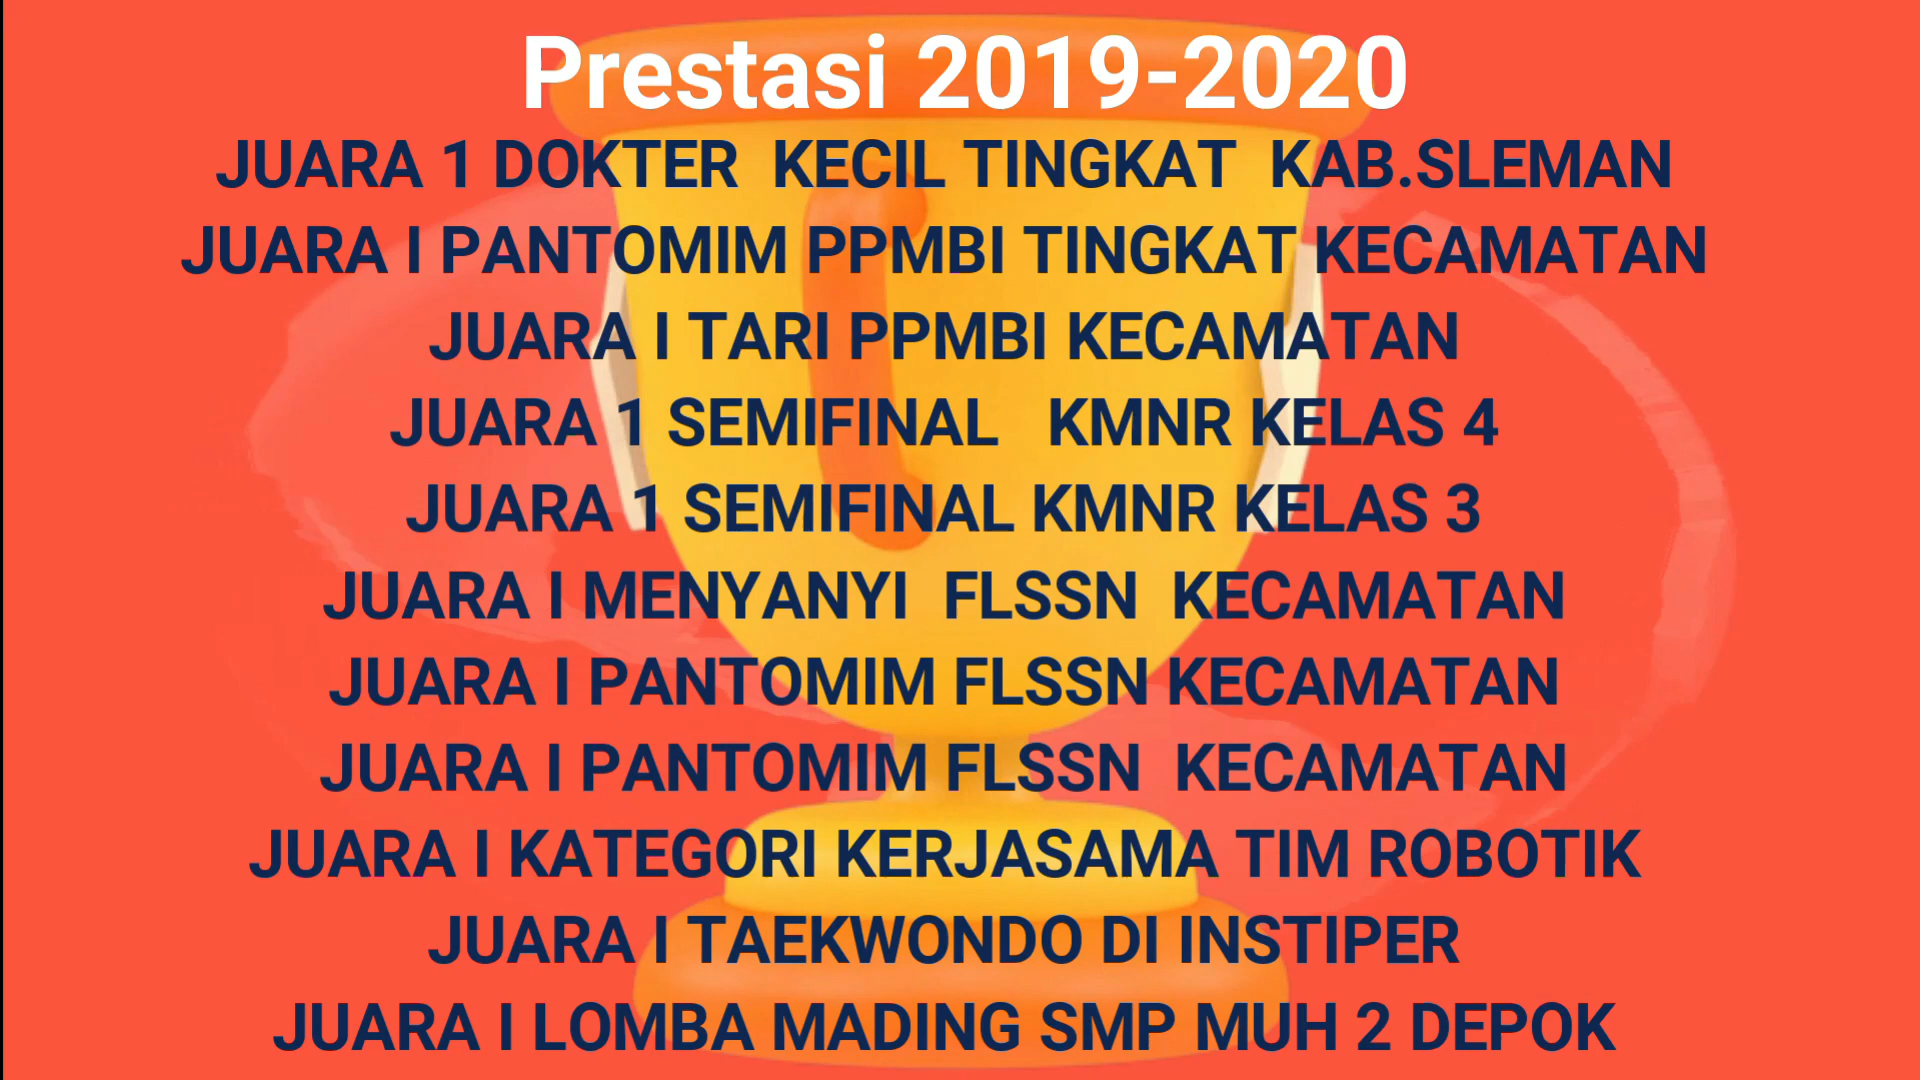 Prestasi 2019-2020
JUARA 1 DOKTER KECIL TINGKAT KAB.SLEMAN
JUARA I PANTOMIM PPMBI TINGKAT KECAMATAN
JUARA I TARI PPMBI KECAMATAN
JUARA 1 SEMIFINAL KMNR KELAS 4
JUARA 1 SEMIFINAL KMNR KELAS 3
JUARA I MENYANYI FLSSN KECAMATAN
JUARA I PANTOMIM FLSSN KECAMATAN
JUARA I PANTOMIM FLSSN KECAMATAN
JUARA I KATEGORI KERJASAMA TIM ROBOTIK
JUARA I TAEKWONDO DI INSTIPER
JUARA I LOMBA MADING SMP MUH 2 DEPOK